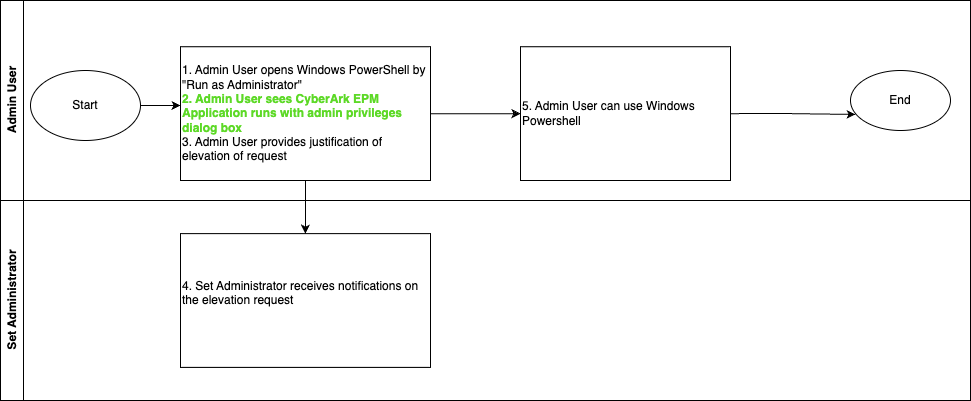 Admin User
Start
1. Admin User opens Windows PowerShell by
"Run as Administrator"
2. Admin User sees CyberArk EPM
Application runs with admin privileges
dialog box
3. Admin User provides justification of
elevation of request
5. Admin User can use Windows
Powershell
End
Set Administrator
4. Set Administrator receives notifications on
the elevation request